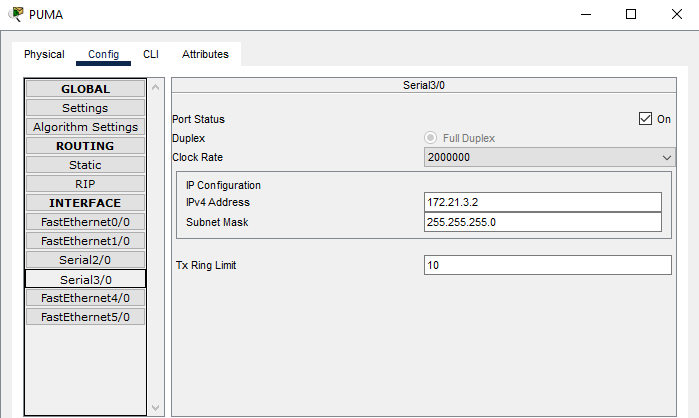 PUMA
Physical Config CLI Attributes
GLOBAL
Settings
Algorithm Settings
ROUTING
Static
RIP
INTERFACE
FastEthernet0/0
FastEthernet1/0
Serial2/0
Serial3/0
FastEthernet4/0
FastEthernet5/0
Serial3/0
Port Status On
Duplex Full Duplex
Clock Rate 2000000
IP Configuration
IPv4 Address 172.21.3.2
Subnet Mask 255.255.255.0
Tx Ring Limit 10